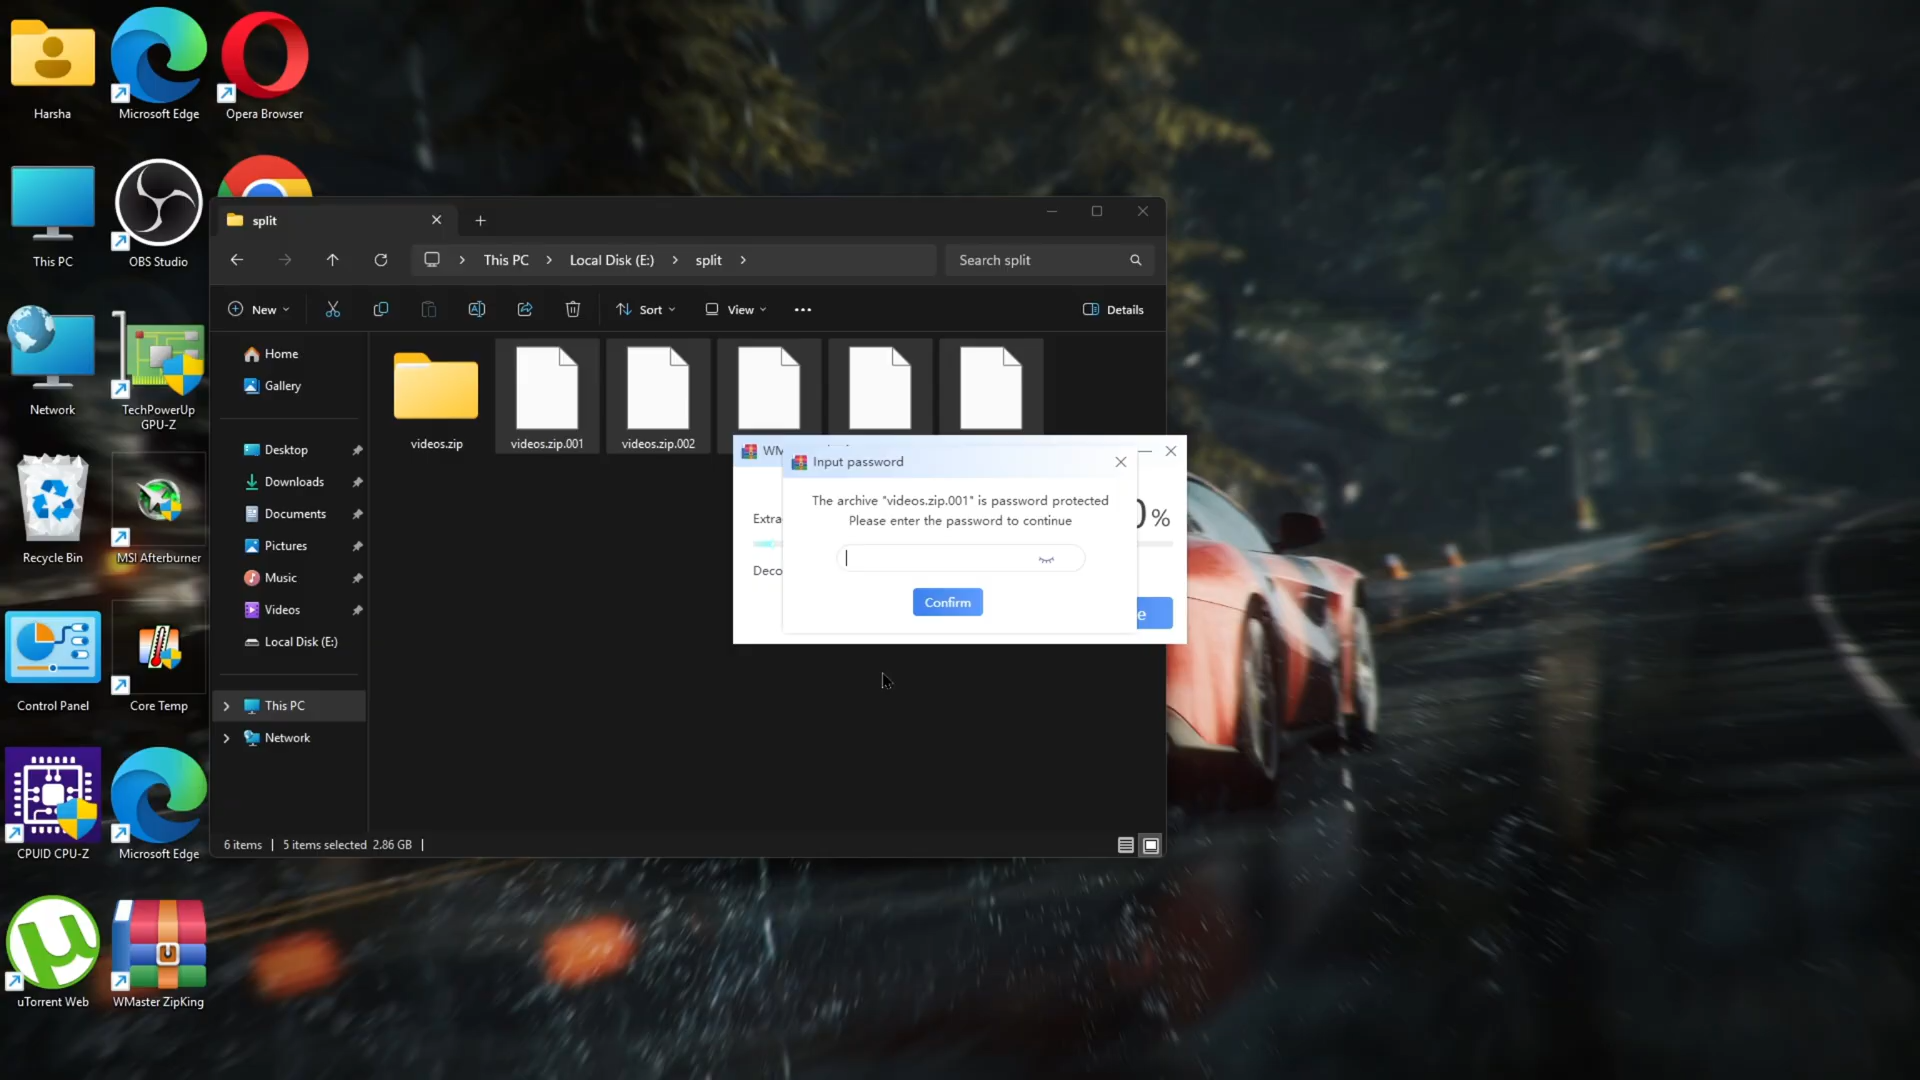 Harsha
Microsoft Edge
Opera Browser
This PC
OBS Studio
Network
TechPowerUp
GPU-Z
Recycle Bin
MSI Afterburner
Control Panel
Core Temp
CPUID CPU-Z
Microsoft Edge
uTorrent Web
WMaster ZipKing
split
This PC
Local Disk (E:)
split
Search split
New
Sort
View
Details
Home
Gallery
Desktop
Downloads
Documents
Pictures
Music
Videos
Local Disk (E:)
This PC
Network
videos.zip
videos.zip.001
videos.zip.002
Input password
The archive "videos.zip.001" is password protected
Please enter the password to continue
Confirm
%
6 items
5 items selected 2.86 GB